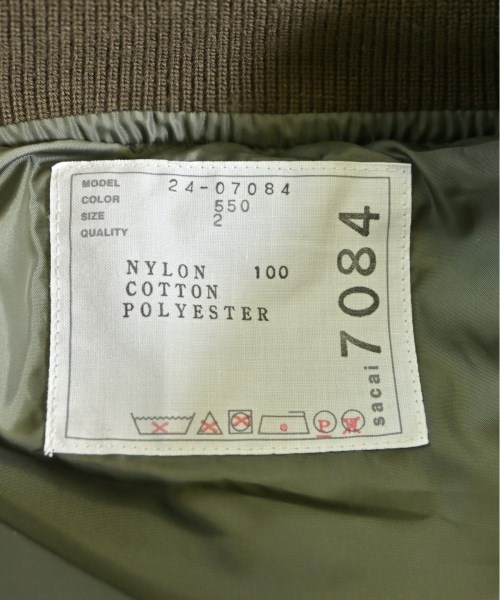 MODEL 24-07084
COLOR 550
SIZE 2
QUALITY
NYLON 100
COTTON
POLYESTER
7084
sacai
P
W